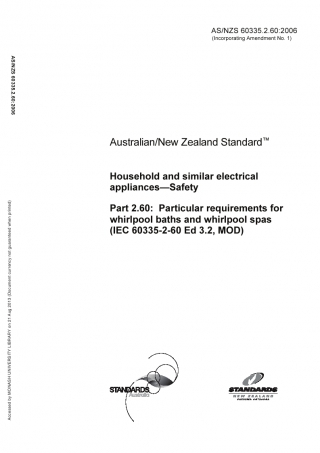 AS/NZS 60335.2.60:2006
(Incorporating Amendment No. 1)
AS/NZS 60335.2.60:2006
Australian/New Zealand Standard™
Household and similar electrical
appliances—Safety
Part 2.60: Particular requirements for
whirlpool baths and whirlpool spas
(IEC 60335-2-60 Ed 3.2, MOD)
Accessed by MONASH UNIVERSITY LIBRARY on 21 Aug 2013 (Document currency not guaranteed when printed)
STANDARDS
Australia
STANDARDS
NEW ZEALAND